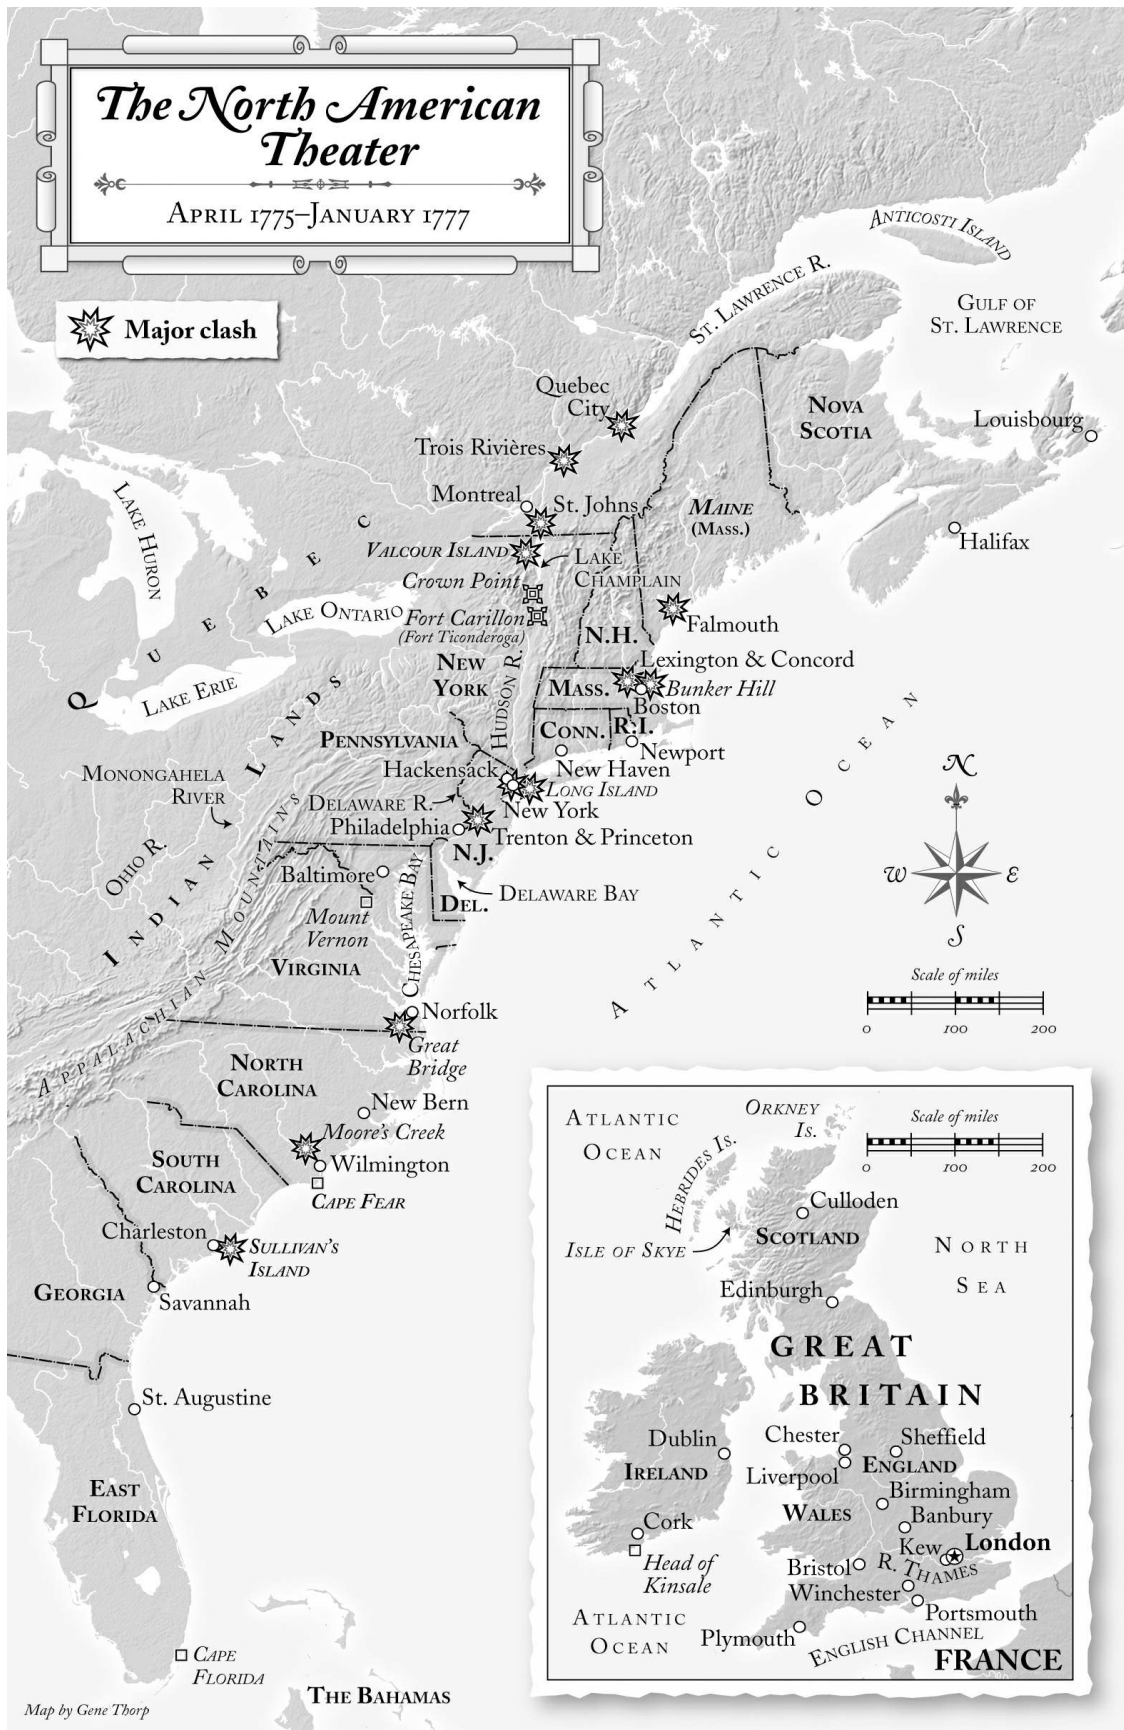 The North American
Theater
April 1775–January 1777
Major clash
Anticosti Island
St. Lawrence R.
Gulf of
St. Lawrence
Quebec
City
Nova
Scotia
Louisbourg
Trois Rivières
Montreal
St. Johns
Maine
(Mass.)
Halifax
Lake Huron
Quebec
Valcour Island
Lake
Champlain
Crown Point
Lake Ontario
Fort Carillon
(Fort Ticonderoga)
Falmouth
N.H.
New
York
Hudson R.
Lexington & Concord
Lake Erie
Mass.
Bunker Hill
Boston
Conn.
R.I.
Newport
Pennsylvania
Hackensack
New Haven
Long Island
Monongahela
River
Indian Lands
Delaware R.
New York
Philadelphia
Trenton & Princeton
N.J.
Atlantic Ocean
N
W
E
S
Ohio R.
Appalachian Mountains
Baltimore
Chesapeake Bay
Del.
Delaware Bay
Mount
Vernon
Virginia
Scale of miles
0 100 200
Norfolk
Great
Bridge
North
Carolina
New Bern
Moore's Creek
Wilmington
South
Carolina
Cape Fear
Charleston
Sullivan's
Island
Georgia
Savannah
St. Augustine
East
Florida
Cape
Florida
The Bahamas
Map by Gene Thorp
Atlantic
Ocean
Orkney
Is.
Scale of miles
0 100 200
Hebrides Is.
Culloden
Isle of Skye
Scotland
North
Sea
Edinburgh
Great
Britain
Dublin
Ireland
Chester
Sheffield
England
Liverpool
Wales
Birmingham
Banbury
Cork
Kew
London
Head of
Kinsale
Bristol
R. Thames
Winchester
Portsmouth
Atlantic
Ocean
Plymouth
English Channel
France